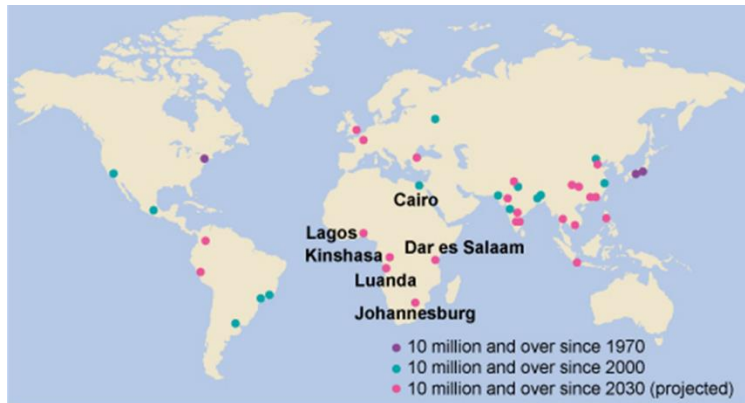 Cairo
Lagos
Kinshasa
Dar es Salaam
Luanda
Johannesburg
10 million and over since 1970
10 million and over since 2000
10 million and over since 2030 (projected)